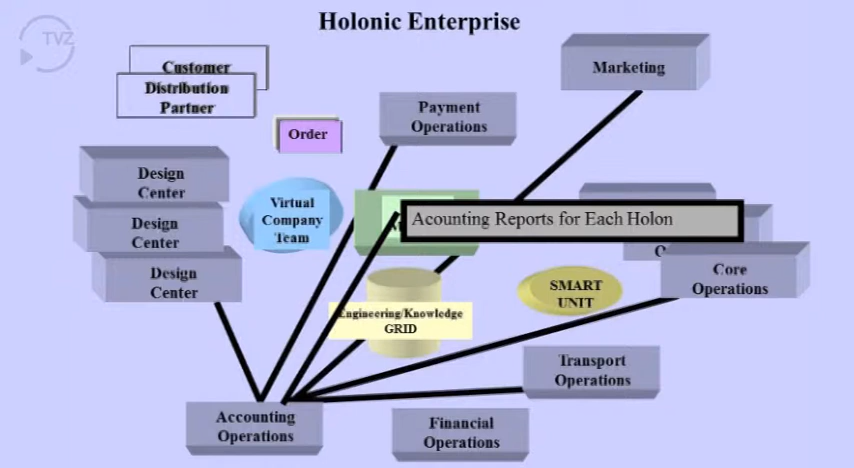 Holonic Enterprise
TVZ
Customer
Distribution
Partner
Marketing
Payment
Operations
Order
Design
Center
Virtual
Company
Team
Acounting Reports for Each Holon
Design
Center
Design
Center
Core
Operations
SMART
UNIT
Engineering/Knowledge
GRID
Transport
Operations
Accounting
Operations
Financial
Operations